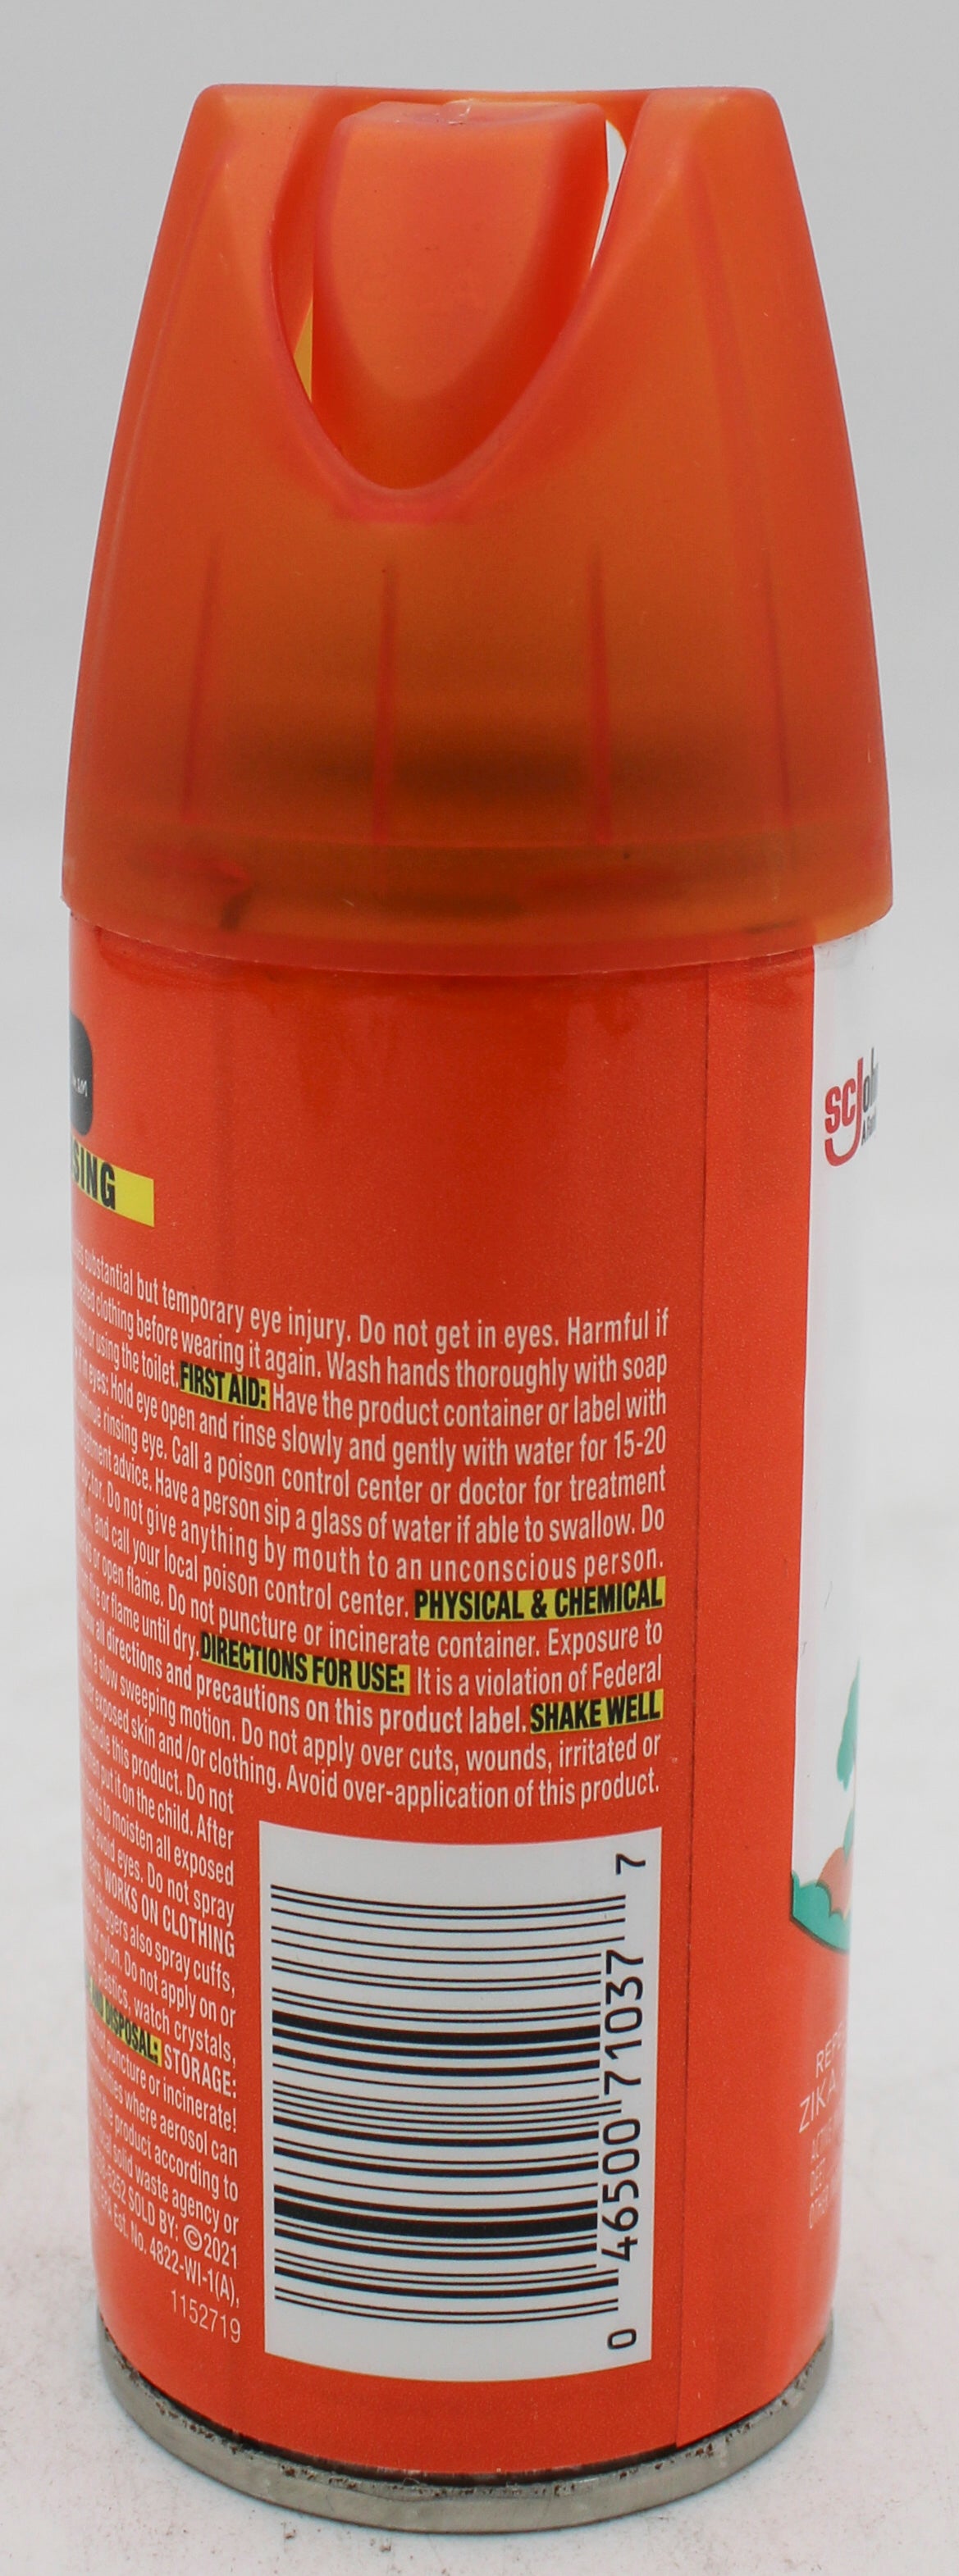 SING
substantial but temporary eye injury. Do not get in eyes. Harmful if
clothing before wearing it again. Wash hands thoroughly with soap
or using the toilet. FIRST AID: Have the product container or label with
eyes: Hold eye open and rinse slowly and gently with water for 15-20
rinsing eye. Call a poison control center or doctor for treatment
advice. Have a person sip a glass of water if able to swallow. Do
Do not give anything by mouth to an unconscious person.
and call your local poison control center. PHYSICAL & CHEMICAL
or open flame. Do not puncture or incinerate container. Exposure to
or flame until dry. DIRECTIONS FOR USE: It is a violation of Federal
all directions and precautions on this product label. SHAKE WELL
a slow sweeping motion. Do not apply over cuts, wounds, irritated or
exposed skin and /or clothing. Avoid over-application of this product.
this product. Do not
put it on the child. After
to moisten all exposed
avoid eyes. Do not spray
WORKS ON CLOTHING
also spray cuffs,
Do not apply on or
plastics, watch crystals,
DISPOSAL: STORAGE:
puncture or incinerate!
where aerosol can
product according to
solid waste agency or
SOLD BY: ©2021
EPA Est. No. 4822-WI-1(A),
1152719
0 46500 71037 7
scJohn
ZIKA